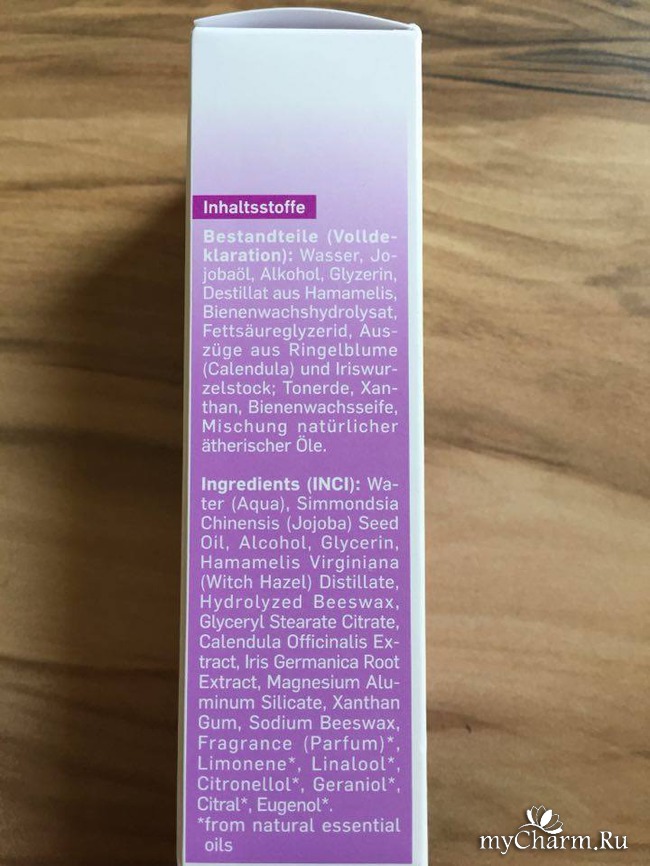 Inhaltsstoffe
Bestandteile (Vollde-
klaration): Wasser, Jo-
jobaöl, Alkohol, Glyzerin,
Destillat aus Hamamelis,
Bienenwachshydrolysat,
Fettsäureglyzerid, Aus-
züge aus Ringelblume
(Calendula) und Iriswur-
zelstock; Tonerde, Xan-
than, Bienenwachsseife,
Mischung natürlicher
ätherischer Öle.
Ingredients (INCI): Wa-
ter (Aqua), Simmondsia
Chinensis (Jojoba) Seed
Oil, Alcohol, Glycerin,
Hamamelis Virginiana
(Witch Hazel) Distillate,
Hydrolyzed Beeswax,
Glyceryl Stearate Citrate,
Calendula Officinalis Ex-
tract, Iris Germanica Root
Extract, Magnesium Alu-
minum Silicate, Xanthan
Gum, Sodium Beeswax,
Fragrance (Parfum)*,
Limonene*, Linalool*,
Citronellol*, Geraniol*,
Citral*, Eugenol*.
*from natural essential
oils
myCharm.Ru